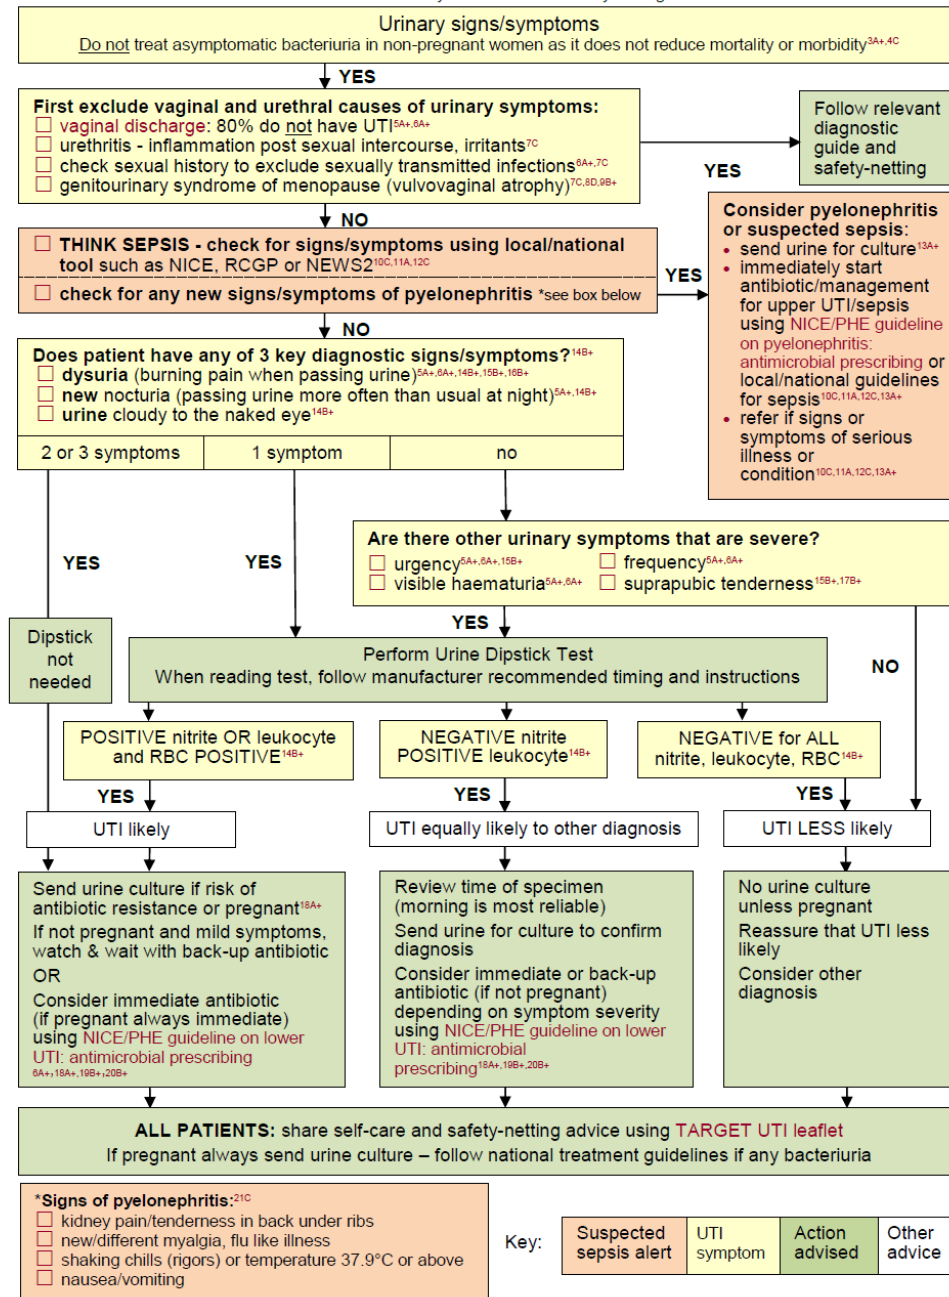 Urinary signs/symptoms
Do not treat asymptomatic bacteriuria in non-pregnant women as it does not reduce mortality or morbidity3A+,4C
YES
First exclude vaginal and urethral causes of urinary symptoms:
☐ vaginal discharge: 80% do not have UTI5A+,6A+
☐ urethritis - inflammation post sexual intercourse, irritants7C
☐ check sexual history to exclude sexually transmitted infections6A+,7C
☐ genitourinary syndrome of menopause (vulvovaginal atrophy)7C,8D,9B+
YES
Follow relevant
diagnostic
guide and
safety-netting
NO
☐ THINK SEPSIS - check for signs/symptoms using local/national
tool such as NICE, RCGP or NEWS210C,11A,12C
☐ check for any new signs/symptoms of pyelonephritis *see box below
YES
Consider pyelonephritis
or suspected sepsis:
• send urine for culture13A+
• immediately start
antibiotic/management
for upper UTI/sepsis
using NICE/PHE guideline
on pyelonephritis:
antimicrobial prescribing or
local/national guidelines
for sepsis10C,11A,12C,13A+
• refer if signs or
symptoms of serious
illness or
condition10C,11A,12C,13A+
NO
Does patient have any of 3 key diagnostic signs/symptoms?14B+
☐ dysuria (burning pain when passing urine)5A+,6A+,14B+,15B+,16B+
☐ new nocturia (passing urine more often than usual at night)5A+,14B+
☐ urine cloudy to the naked eye14B+
2 or 3 symptoms
1 symptom
no
YES
YES
Are there other urinary symptoms that are severe?
☐ urgency5A+,6A+,15B+ ☐ frequency5A+,6A+
☐ visible haematuria5A+,6A+ ☐ suprapubic tenderness15B+,17B+
YES
NO
Dipstick
not
needed
Perform Urine Dipstick Test
When reading test, follow manufacturer recommended timing and instructions
POSITIVE nitrite OR leukocyte
and RBC POSITIVE14B+
NEGATIVE nitrite
POSITIVE leukocyte14B+
NEGATIVE for ALL
nitrite, leukocyte, RBC14B+
YES
YES
YES
UTI likely
UTI equally likely to other diagnosis
UTI LESS likely
Send urine culture if risk of
antibiotic resistance or pregnant18A+
If not pregnant and mild symptoms,
watch & wait with back-up antibiotic
OR
Consider immediate antibiotic
(if pregnant always immediate)
using NICE/PHE guideline on lower
UTI: antimicrobial prescribing
6A+,18A+,19B+,20B+
Review time of specimen
(morning is most reliable)
Send urine for culture to confirm
diagnosis
Consider immediate or back-up
antibiotic (if not pregnant)
depending on symptom severity
using NICE/PHE guideline on lower
UTI: antimicrobial
prescribing18A+,19B+,20B+
No urine culture
unless pregnant
Reassure that UTI less
likely
Consider other
diagnosis
ALL PATIENTS: share self-care and safety-netting advice using TARGET UTI leaflet
If pregnant always send urine culture – follow national treatment guidelines if any bacteriuria
*Signs of pyelonephritis:21C
☐ kidney pain/tenderness in back under ribs
☐ new/different myalgia, flu like illness
☐ shaking chills (rigors) or temperature 37.9°C or above
☐ nausea/vomiting
Key:
Suspected
sepsis alert
UTI
symptom
Action
advised
Other
advice